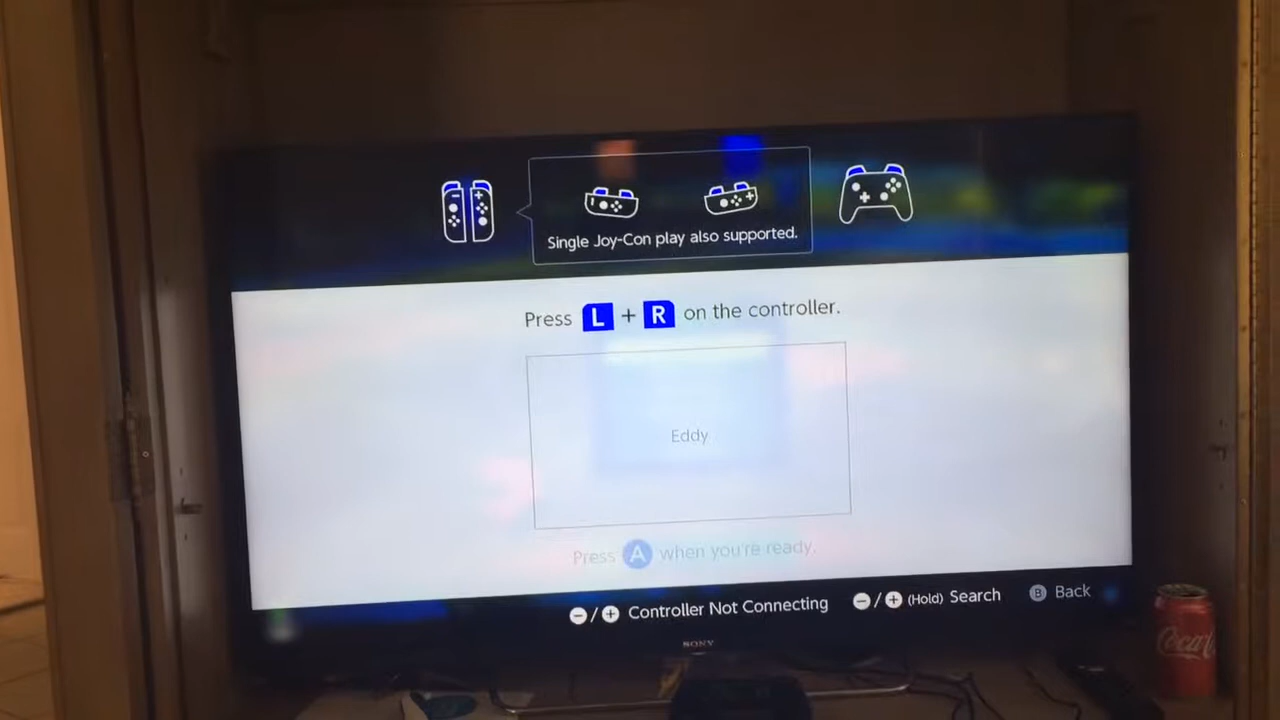 Single Joy-Con play also supported.
Press L + R on the controller.
Eddy
Press A when you're ready.
−/+ Controller Not Connecting −/+ (Hold) Search B Back
SONY
Coca